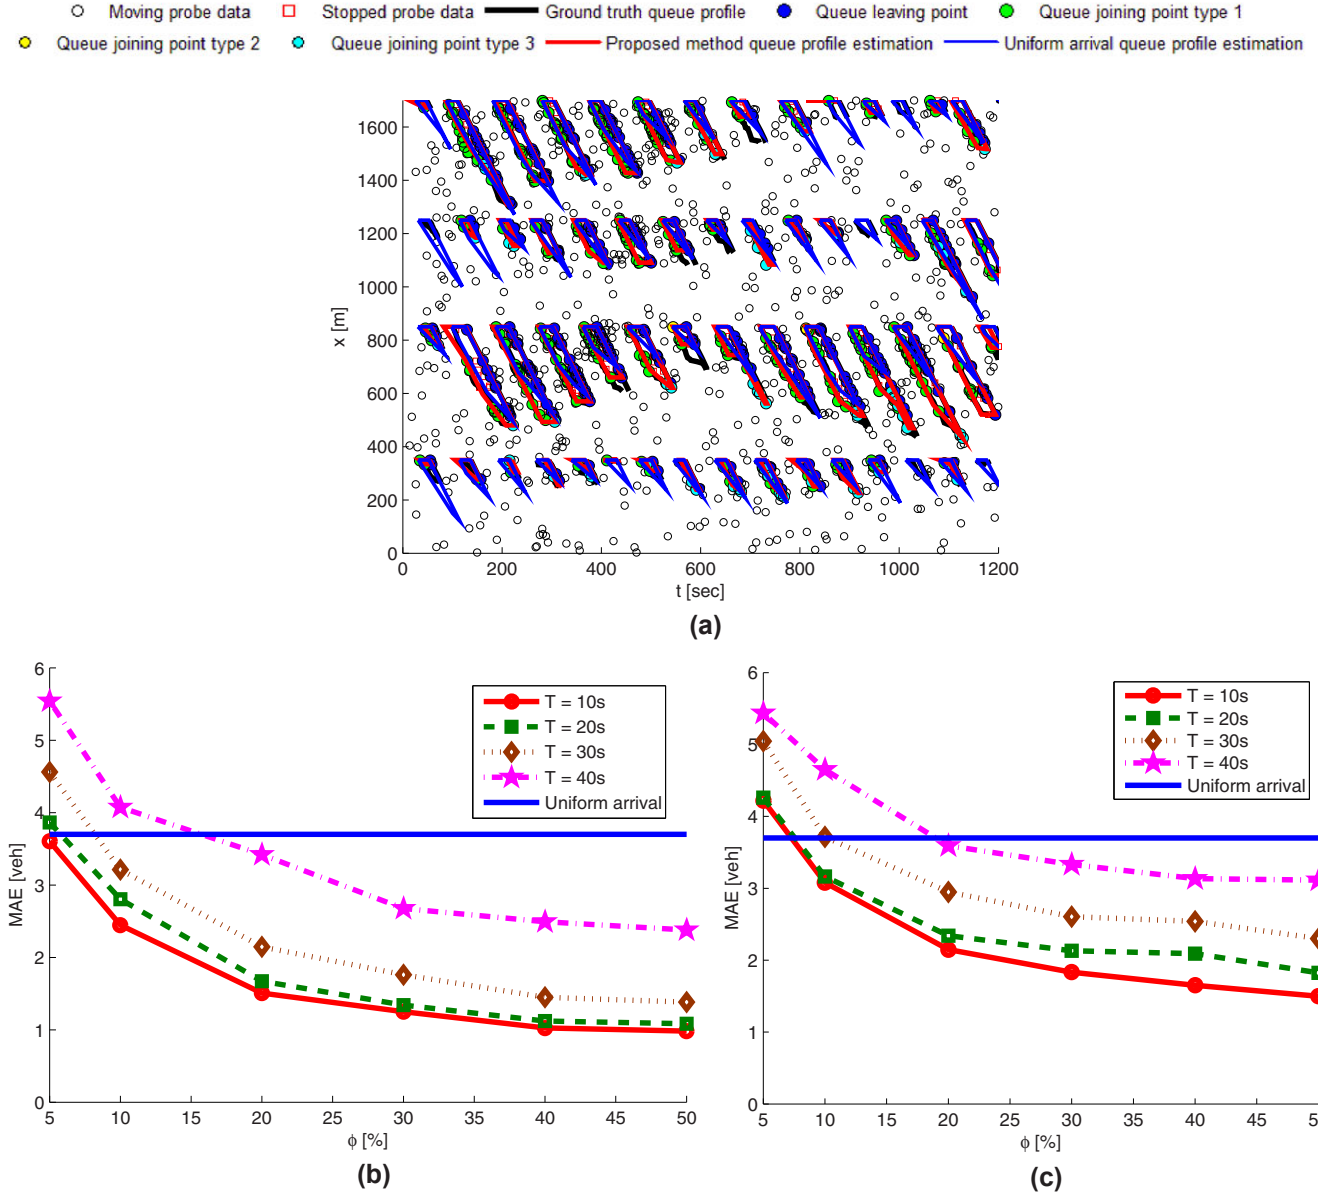 Moving probe data Stopped probe data Ground truth queue profile Queue leaving point Queue joining point type 1
Queue joining point type 2 Queue joining point type 3 Proposed method queue profile estimation Uniform arrival queue profile estimation
1600
1400
1200
1000
800
600
400
200
0
x [m]
0 200 400 600 800 1000 1200
t [sec]
(a)
6
5
4
3
2
1
0
MAE [veh]
T = 10s
T = 20s
T = 30s
T = 40s
Uniform arrival
5 10 15 20 25 30 35 40 45 50
ϕ [%]
(b)
6
5
4
3
2
1
0
MAE [veh]
T = 10s
T = 20s
T = 30s
T = 40s
Uniform arrival
5 10 15 20 25 30 35 40 45 5
ϕ [%]
(c)